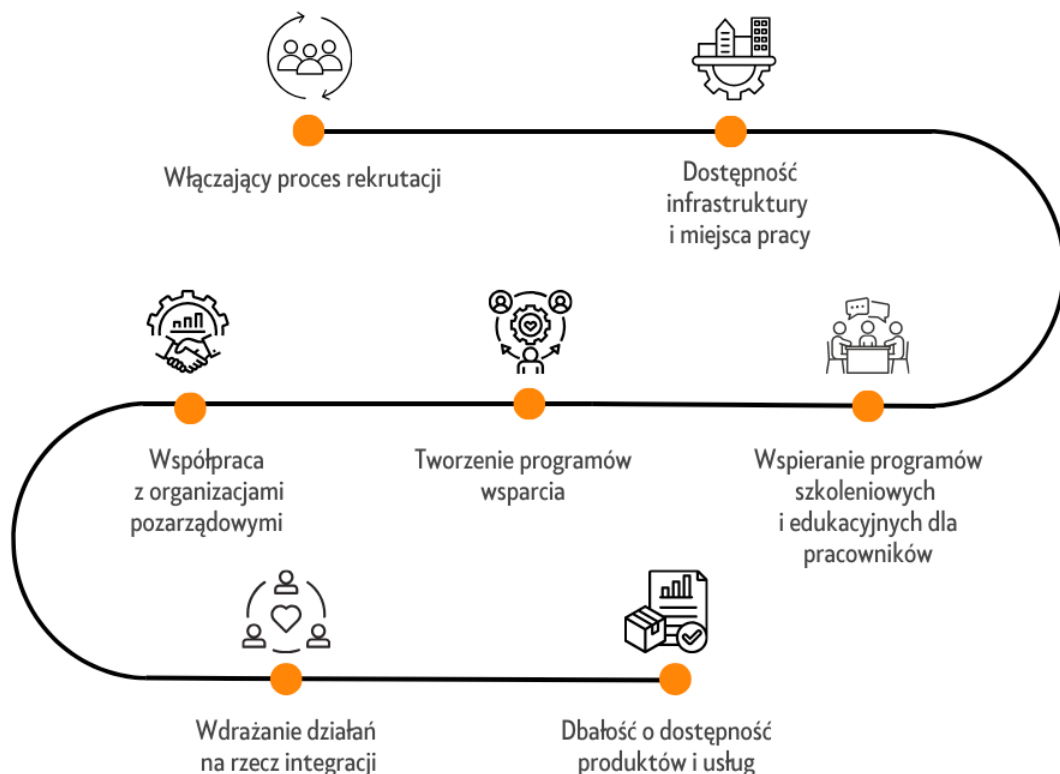 Włączający proces rekrutacji
Dostępność
infrastruktury
i miejsca pracy
Współpraca
z organizacjami
pozarządowymi
Tworzenie programów
wsparcia
Wspieranie programów
szkoleniowych
i edukacyjnych dla
pracowników
Wdrażanie działań
na rzecz integracji
Dbałość o dostępność
produktów i usług